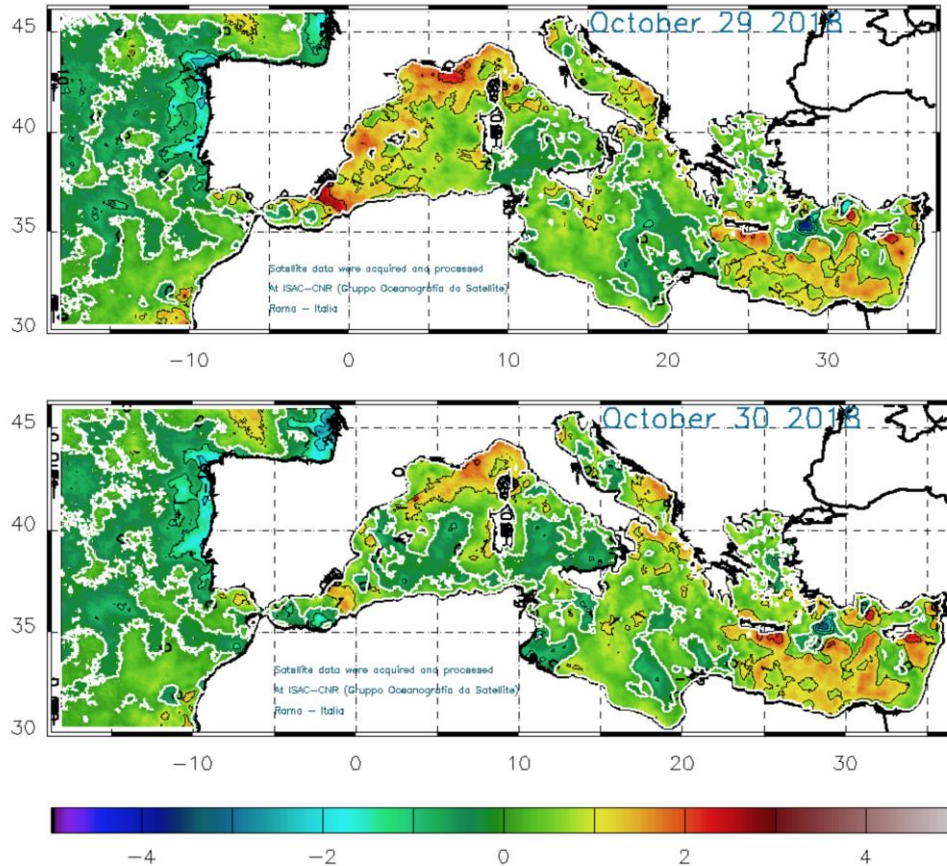 45
October 29 2018
40
35
Satellite data were acquired and processed
At ISAC-CNR (Gruppo Oceanografia da Satellite)
Roma - Italia
30
-10 0 10 20 30
45
October 30 2018
40
35
Satellite data were acquired and processed
At ISAC-CNR (Gruppo Oceanografia da Satellite)
Roma - Italia
30
-10 0 10 20 30
-4 -2 0 2 4